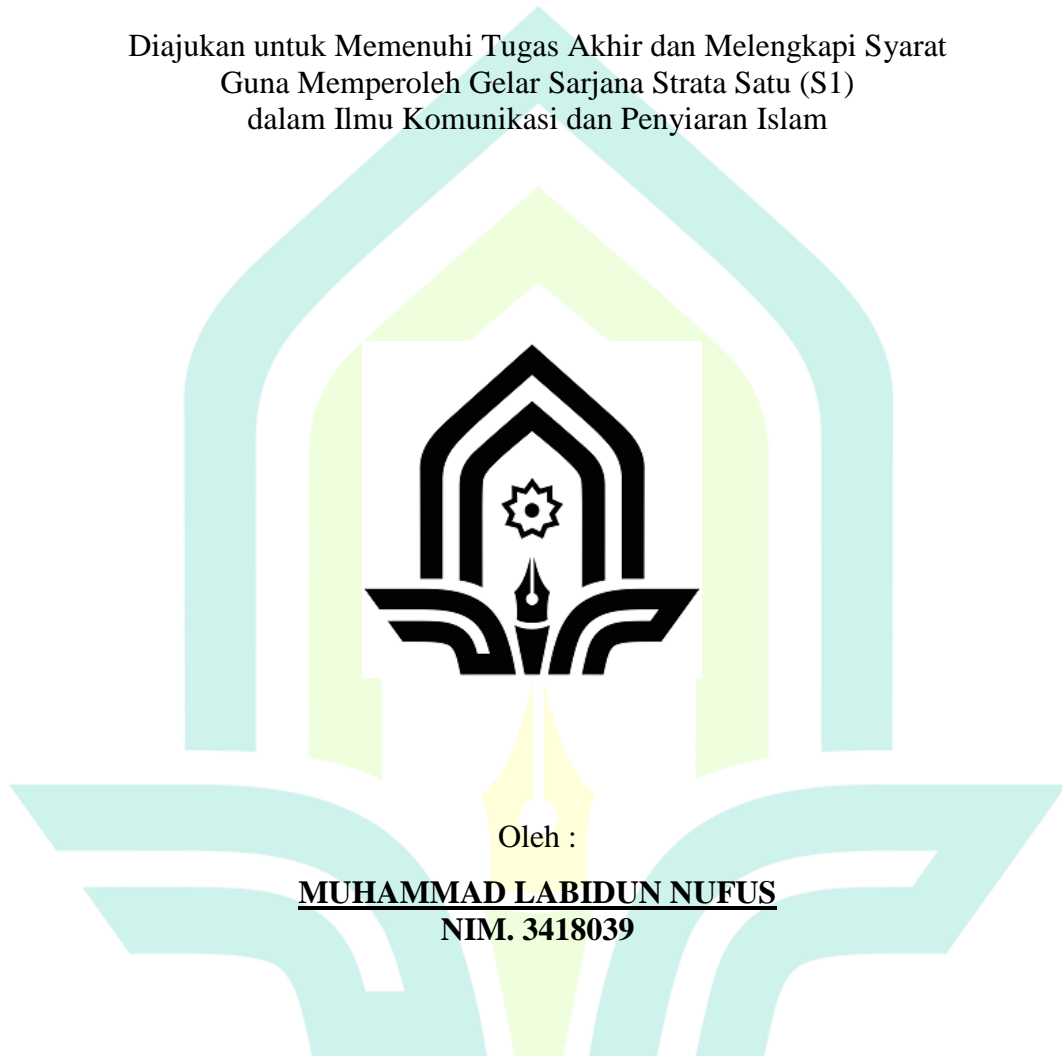 Diajukan untuk Memenuhi Tugas Akhir dan Melengkapi Syarat
Guna Memperoleh Gelar Sarjana Strata Satu (S1)
dalam Ilmu Komunikasi dan Penyiaran Islam
Oleh :
MUHAMMAD LABIDUN NUFUS
NIM. 3418039